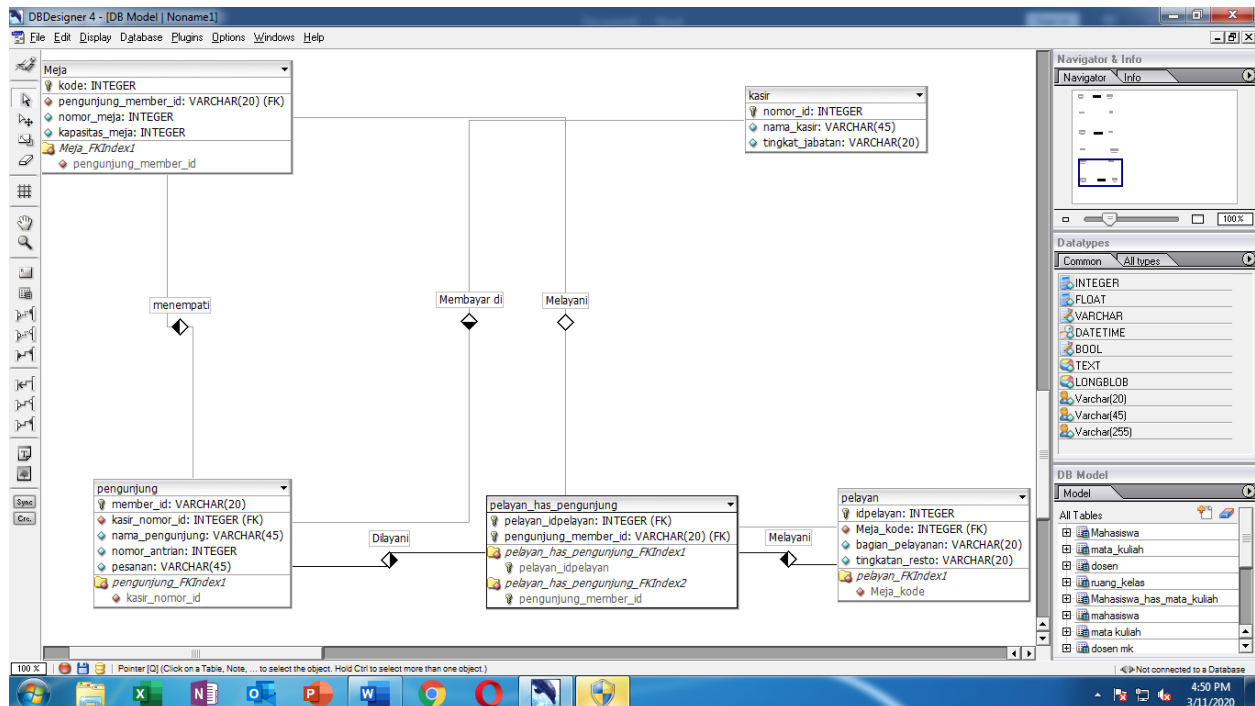 DBDesigner 4 - [DB Model | Noname1]
File Edit Display Database Plugins Options Windows Help
Meja
kode: INTEGER
pengunjung_member_id: VARCHAR(20) (FK)
nomor_meja: INTEGER
kapasitas_meja: INTEGER
Meja_FKIndex1
pengunjung_member_id
kasir
nomor_id: INTEGER
nama_kasir: VARCHAR(45)
tingkat_jabatan: VARCHAR(20)
menempati
Membayar di
Melayani
pengunjung
member_id: VARCHAR(20)
kasir_nomor_id: INTEGER (FK)
nama_pengunjung: VARCHAR(45)
nomor_antrian: INTEGER
pesanan: VARCHAR(45)
pengunjung_FKIndex1
kasir_nomor_id
Dilayani
pelayan_has_pengunjung
pelayan_idpelayan: INTEGER (FK)
pengunjung_member_id: VARCHAR(20) (FK)
pelayan_has_pengunjung_FKIndex1
pelayan_idpelayan
pelayan_has_pengunjung_FKIndex2
pengunjung_member_id
Melayani
pelayan
idpelayan: INTEGER
Meja_kode: INTEGER (FK)
bagian_pelayanan: VARCHAR(20)
tingkatan_resto: VARCHAR(20)
pelayan_FKIndex1
Meja_kode
Navigator & Info
Navigator Info
100%
Datatypes
Common All types
INTEGER
FLOAT
VARCHAR
DATETIME
BOOL
TEXT
LONGBLOB
Varchar(20)
Varchar(45)
Varchar(255)
DB Model
Model
All Tables
Mahasiswa
mata_kuliah
dosen
ruang_kelas
Mahasiswa_has_mata_kuliah
mahasiswa
mata kuliah
dosen mk
Sync
100 % Pointer [Q] (Click on a Table, Note, ... to select the object. Hold Ctrl to select more than one object.)
Not connected to a Database
4:50 PM
3/11/2020